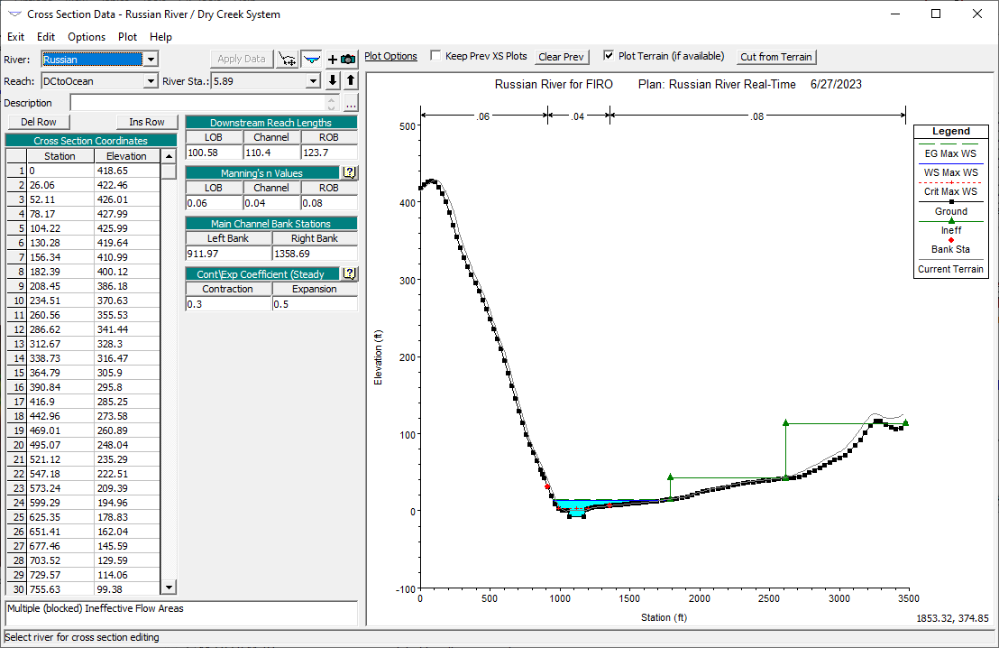 Cross Section Data - Russian River / Dry Creek System
Exit Edit Options Plot Help
River: Russian Apply Data Plot Options Keep Prev XS Plots Clear Prev Plot Terrain (if available) Cut from Terrain
Reach: DCtoOcean River Sta.: 5.89
Description ...
Del Row Ins Row
Cross Section Coordinates
Station Elevation
1 0 418.65
2 26.06 422.46
3 52.11 426.01
4 78.17 427.99
5 104.22 425.99
6 130.28 419.64
7 156.34 410.99
8 182.39 400.12
9 208.45 386.18
10 234.51 370.63
11 260.56 355.53
12 286.62 341.44
13 312.67 328.3
14 338.73 316.47
15 364.79 305.9
16 390.84 295.8
17 416.9 285.25
18 442.96 273.58
19 469.01 260.89
20 495.07 248.04
21 521.12 235.29
22 547.18 222.51
23 573.24 209.39
24 599.29 194.96
25 625.35 178.83
26 651.41 162.04
27 677.46 145.59
28 703.52 129.59
29 729.57 114.06
30 755.63 99.38
Downstream Reach Lengths
LOB Channel ROB
100.58 110.4 123.7
Manning's n Values
LOB Channel ROB
0.06 0.04 0.08
Main Channel Bank Stations
Left Bank Right Bank
911.97 1358.69
Cont\Exp Coefficient (Steady
Contraction Expansion
0.3 0.5
Russian River for FIRO Plan: Russian River Real-Time 6/27/2023
.06 .04 .08
500
400
300
200
100
0
-100
Elevation (ft)
0 500 1000 1500 2000 2500 3000 3500
Station (ft)
Legend
EG Max WS
WS Max WS
Crit Max WS
Ground
Ineff
Bank Sta
Current Terrain
1853.32, 374.85
Multiple (blocked) Ineffective Flow Areas
Select river for cross section editing